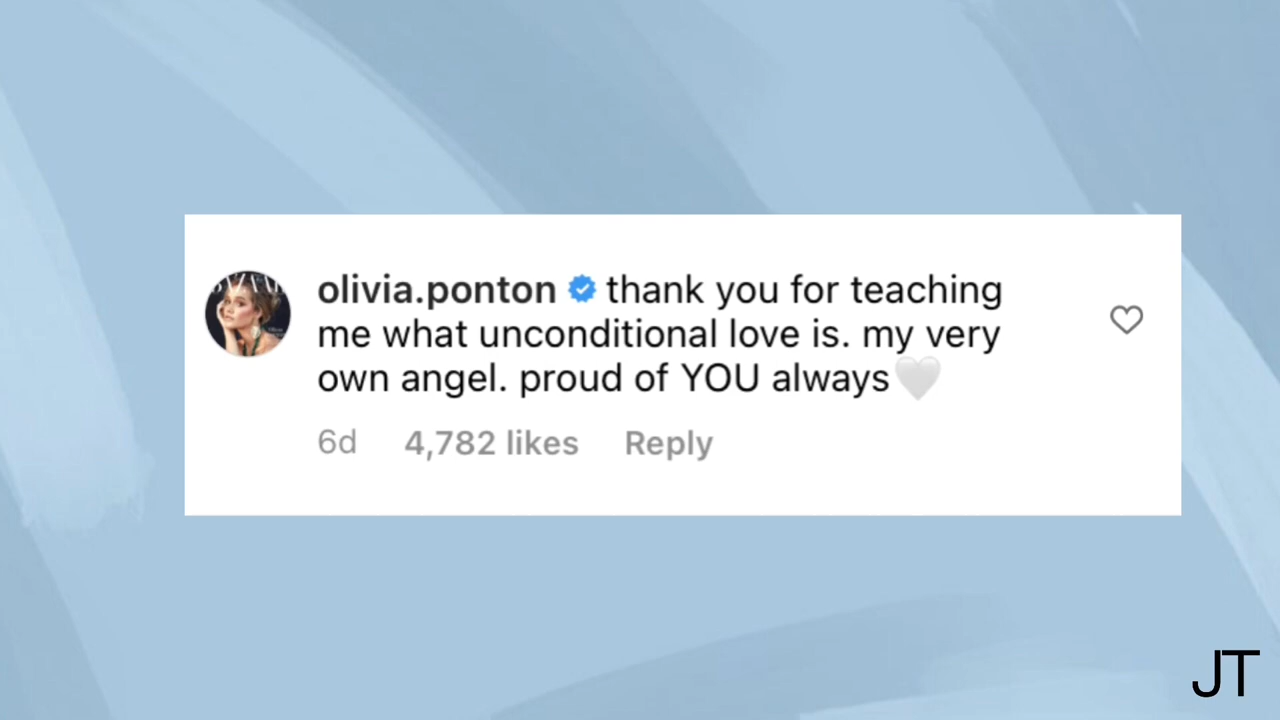 olivia.ponton thank you for teaching
me what unconditional love is. my very
own angel. proud of YOU always🤍
6d 4,782 likes Reply
JT